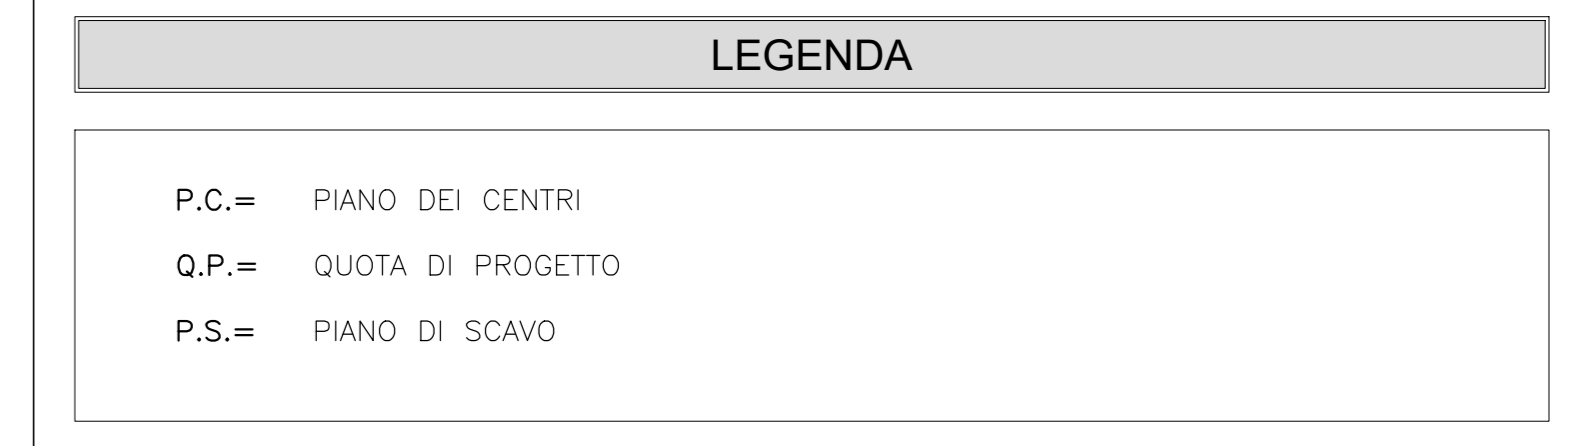 LEGENDA
P.C.= PIANO DEI CENTRI
Q.P.= QUOTA DI PROGETTO
P.S.= PIANO DI SCAVO